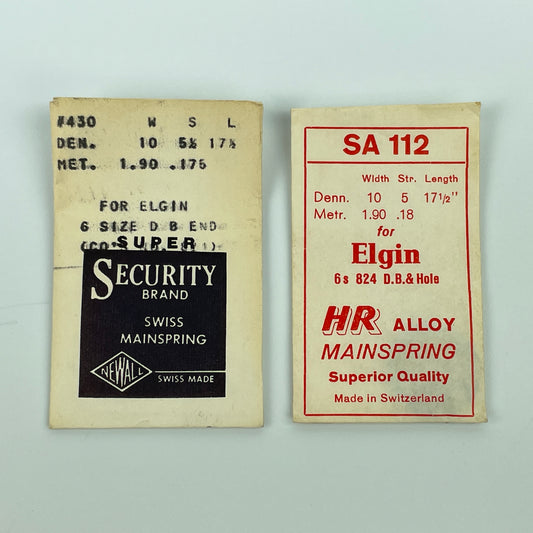 #430 W S L
DEN. 10 5½ 17½
MET. 1.90 .175
FOR ELGIN
6 SIZE D B END
SUPER
SECURITY
BRAND
SWISS
MAINSPRING
NEWALL
SWISS MADE
SA 112
Width Str. Length
Denn. 10 5 17 1/2"
Metr. 1.90 .18
for
Elgin
6s 824 D.B.& Hole
HR ALLOY
MAINSPRING
Superior Quality
Made in Switzerland